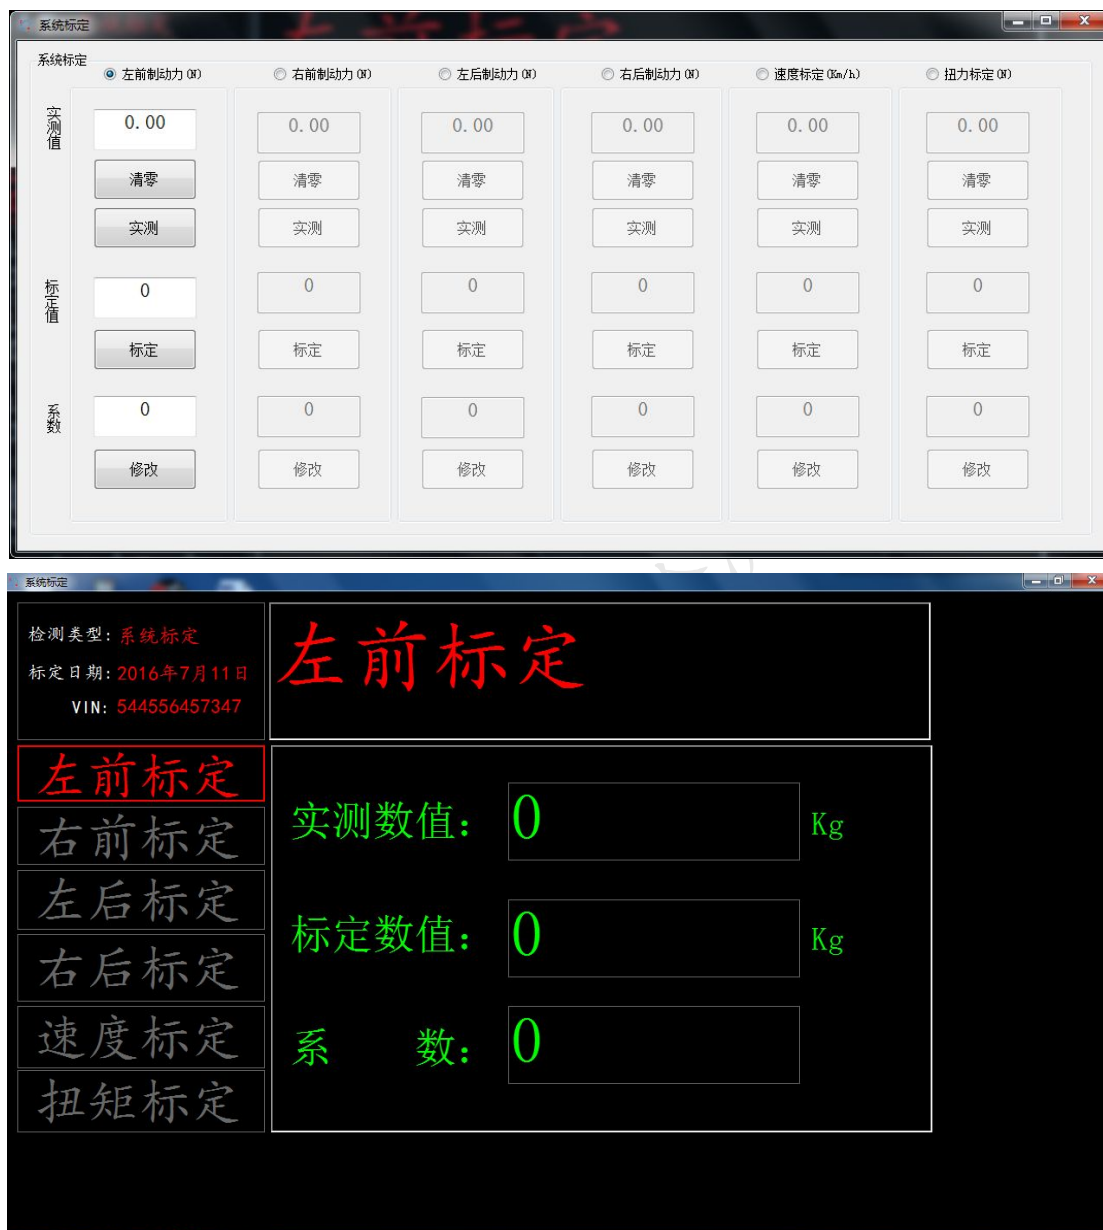 系统标定
系统标定
左前制动力(N) 右前制动力(N) 左后制动力(N) 右后制动力(N) 速度标定(Km/h) 扭力标定(N)
实测值 0.00 0.00 0.00 0.00 0.00 0.00
清零 清零 清零 清零 清零 清零
实测 实测 实测 实测 实测 实测
标定值 0 0 0 0 0 0
标定 标定 标定 标定 标定 标定
系数 0 0 0 0 0 0
修改 修改 修改 修改 修改 修改
系统标定
检测类型: 系统标定
标定日期: 2016年7月11日
VIN: 544556457347
左前标定
左前标定
右前标定
左后标定
右后标定
速度标定
扭矩标定
实测数值: 0 Kg
标定数值: 0 Kg
系 数: 0